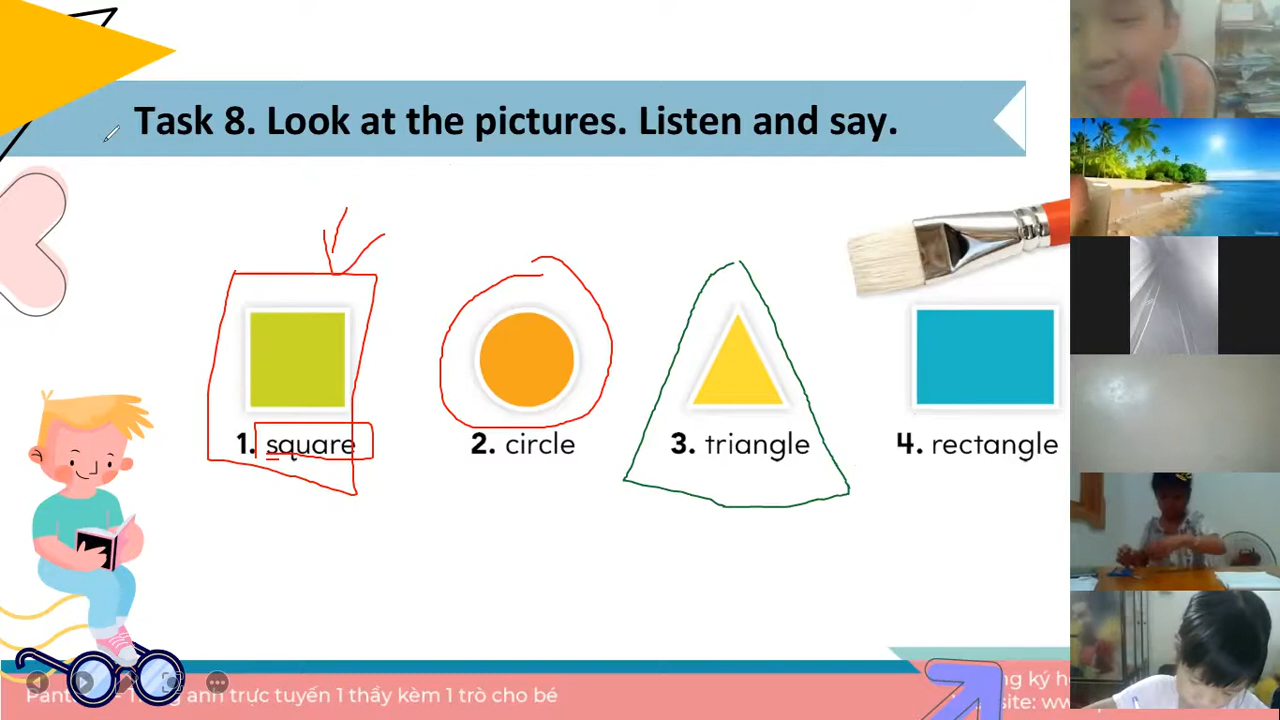 Task 8. Look at the pictures. Listen and say.
1. square
2. circle
3. triangle
4. rectangle
anh trực tuyến 1 thầy kèm 1 trò cho bé